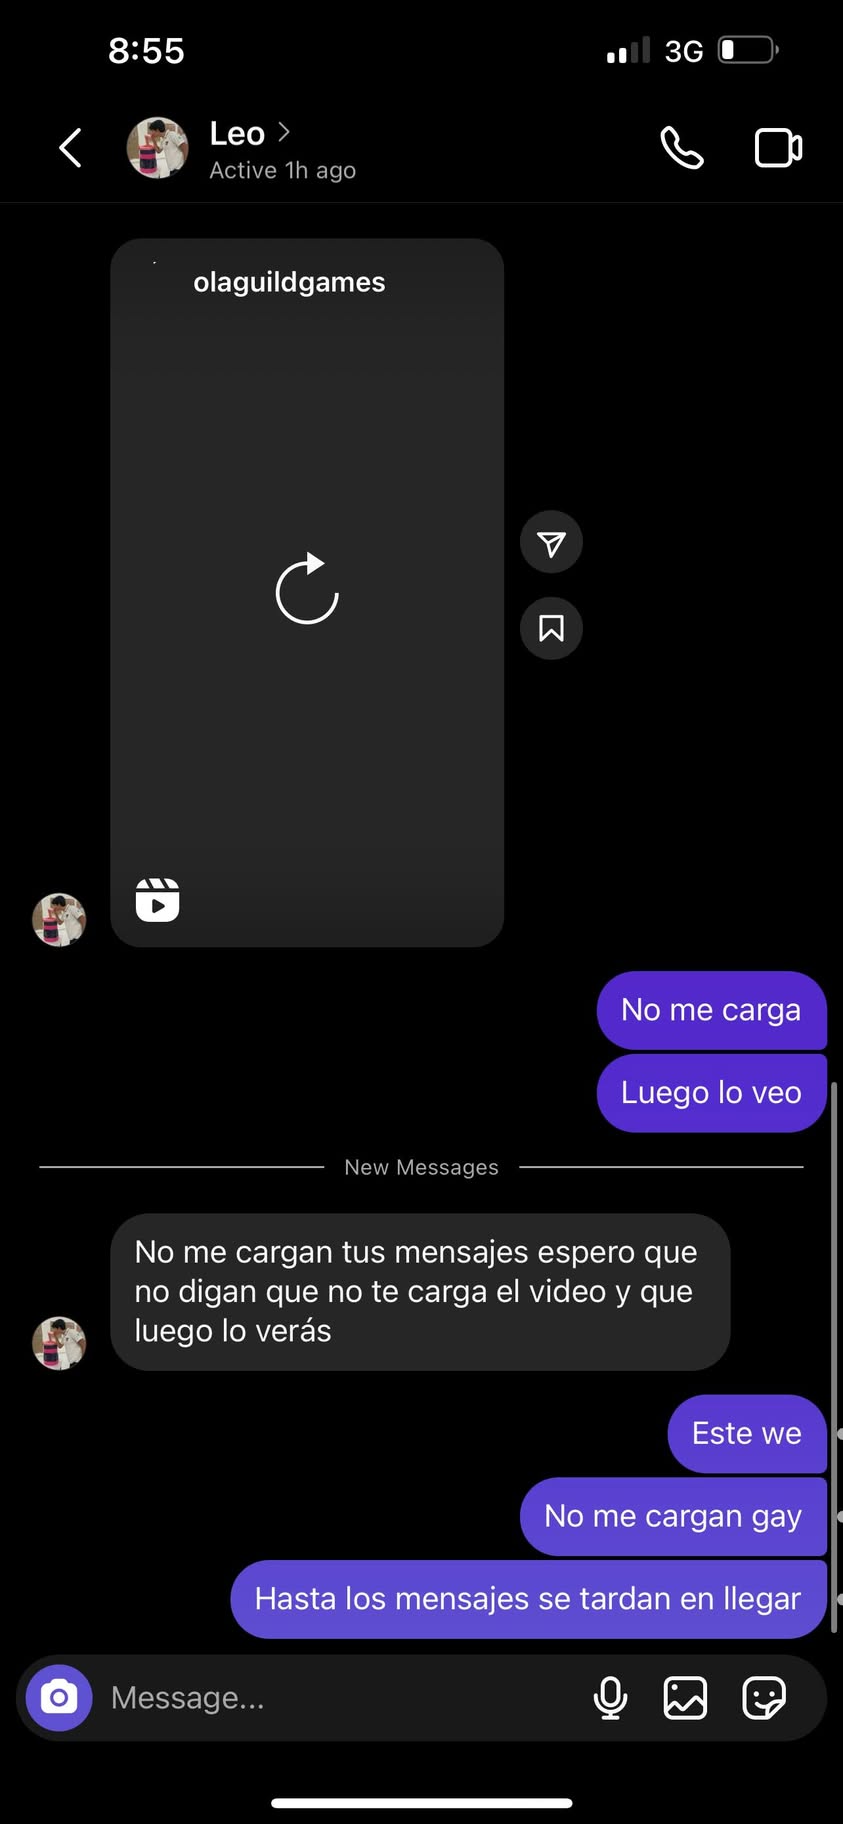 8:55
3G
Leo
Active 1h ago
olaguildgames
No me carga
Luego lo veo
New Messages
No me cargan tus mensajes espero que
no digan que no te carga el video y que
luego lo verás
Este we
No me cargan gay
Hasta los mensajes se tardan en llegar
Message...